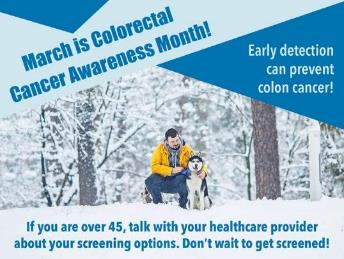 March is Colorectal
Cancer Awareness Month!
Early detection
can prevent
colon cancer!
If you are over 45, talk with your healthcare provider
about your screening options. Don't wait to get screened!